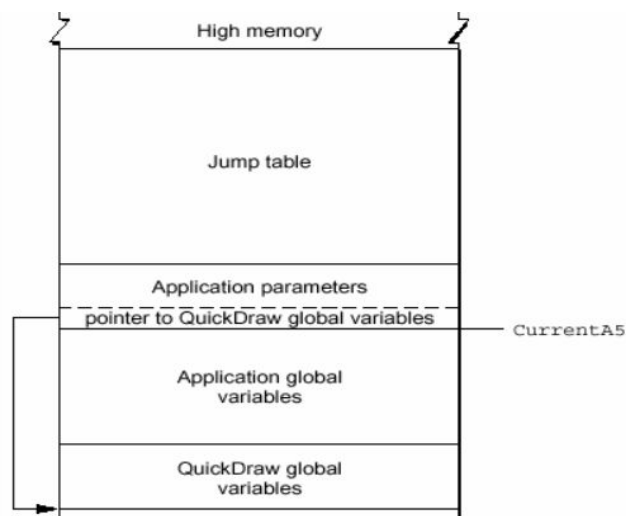 High memory
Jump table
Application parameters
pointer to QuickDraw global variables
CurrentA5
Application global
variables
QuickDraw global
variables